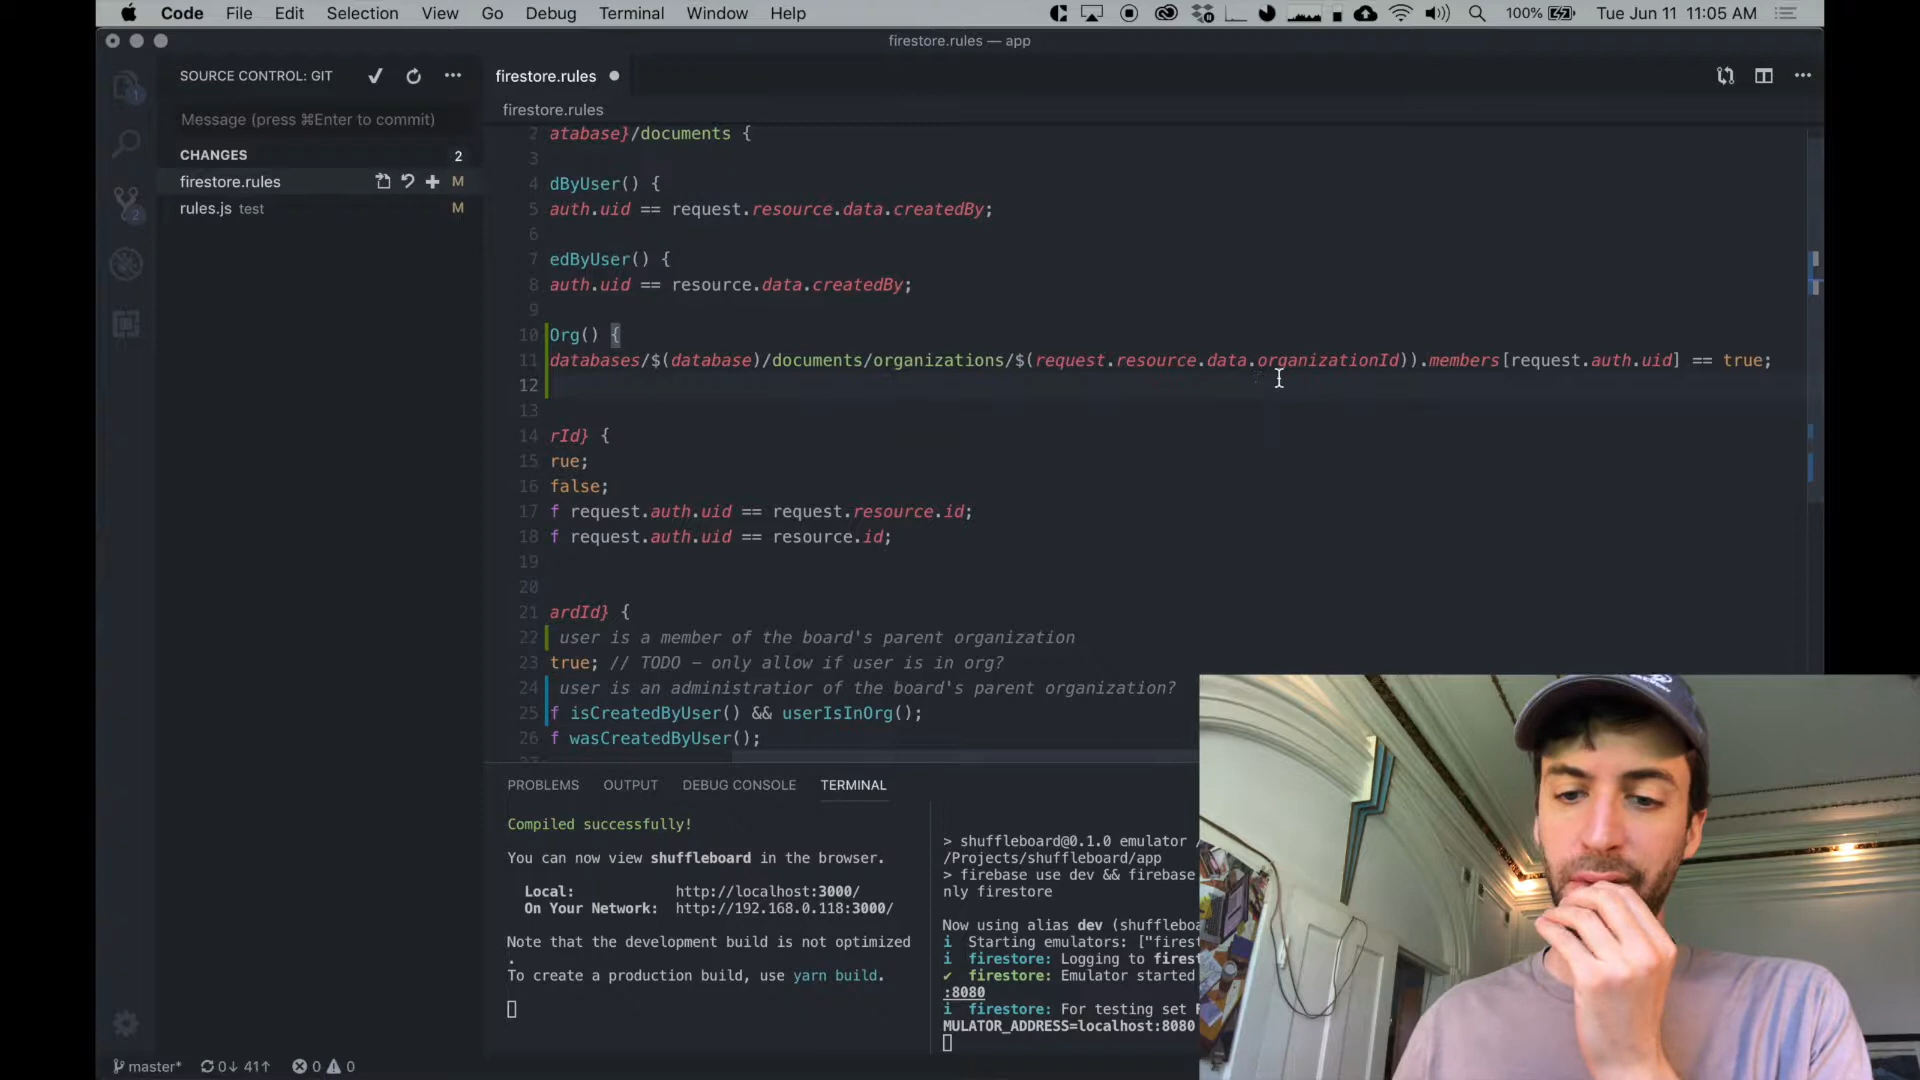 Code File Edit Selection View Go Debug Terminal Window Help 100% Tue Jun 11 11:05 AM
firestore.rules — app
SOURCE CONTROL: GIT
firestore.rules
Message (press ⌘Enter to commit)
firestore.rules
CHANGES 2
firestore.rules M
rules.js test M
2 atabase}/documents {
3
4 dByUser() {
5 auth.uid == request.resource.data.createdBy;
6
7 edByUser() {
8 auth.uid == resource.data.createdBy;
9
10 Org() {
11 databases/$(database)/documents/organizations/$(request.resource.data.organizationId)).members[request.auth.uid] == true;
12
13
14 rId} {
15 rue;
16 false;
17 f request.auth.uid == request.resource.id;
18 f request.auth.uid == resource.id;
19
20
21 ardId} {
22 user is a member of the board's parent organization
23 true; // TODO – only allow if user is in org?
24 user is an administratior of the board's parent organization?
25 f isCreatedByUser() && userIsInOrg();
26 f wasCreatedByUser();
PROBLEMS OUTPUT DEBUG CONSOLE TERMINAL
Compiled successfully!
You can now view shuffleboard in the browser.
Local: http://localhost:3000/
On Your Network: http://192.168.0.118:3000/
Note that the development build is not optimized
.
To create a production build, use yarn build.
> shuffleboard@0.1.0 emulator
/Projects/shuffleboard/app
> firebase use dev && firebase
nly firestore
Now using alias dev (shufflebo
i Starting emulators: ["fires
i firestore: Logging to fires
✔ firestore: Emulator started
:8080
i firestore: For testing set
MULATOR_ADDRESS=localhost:8080
master* 0↓ 41↑ 0 0